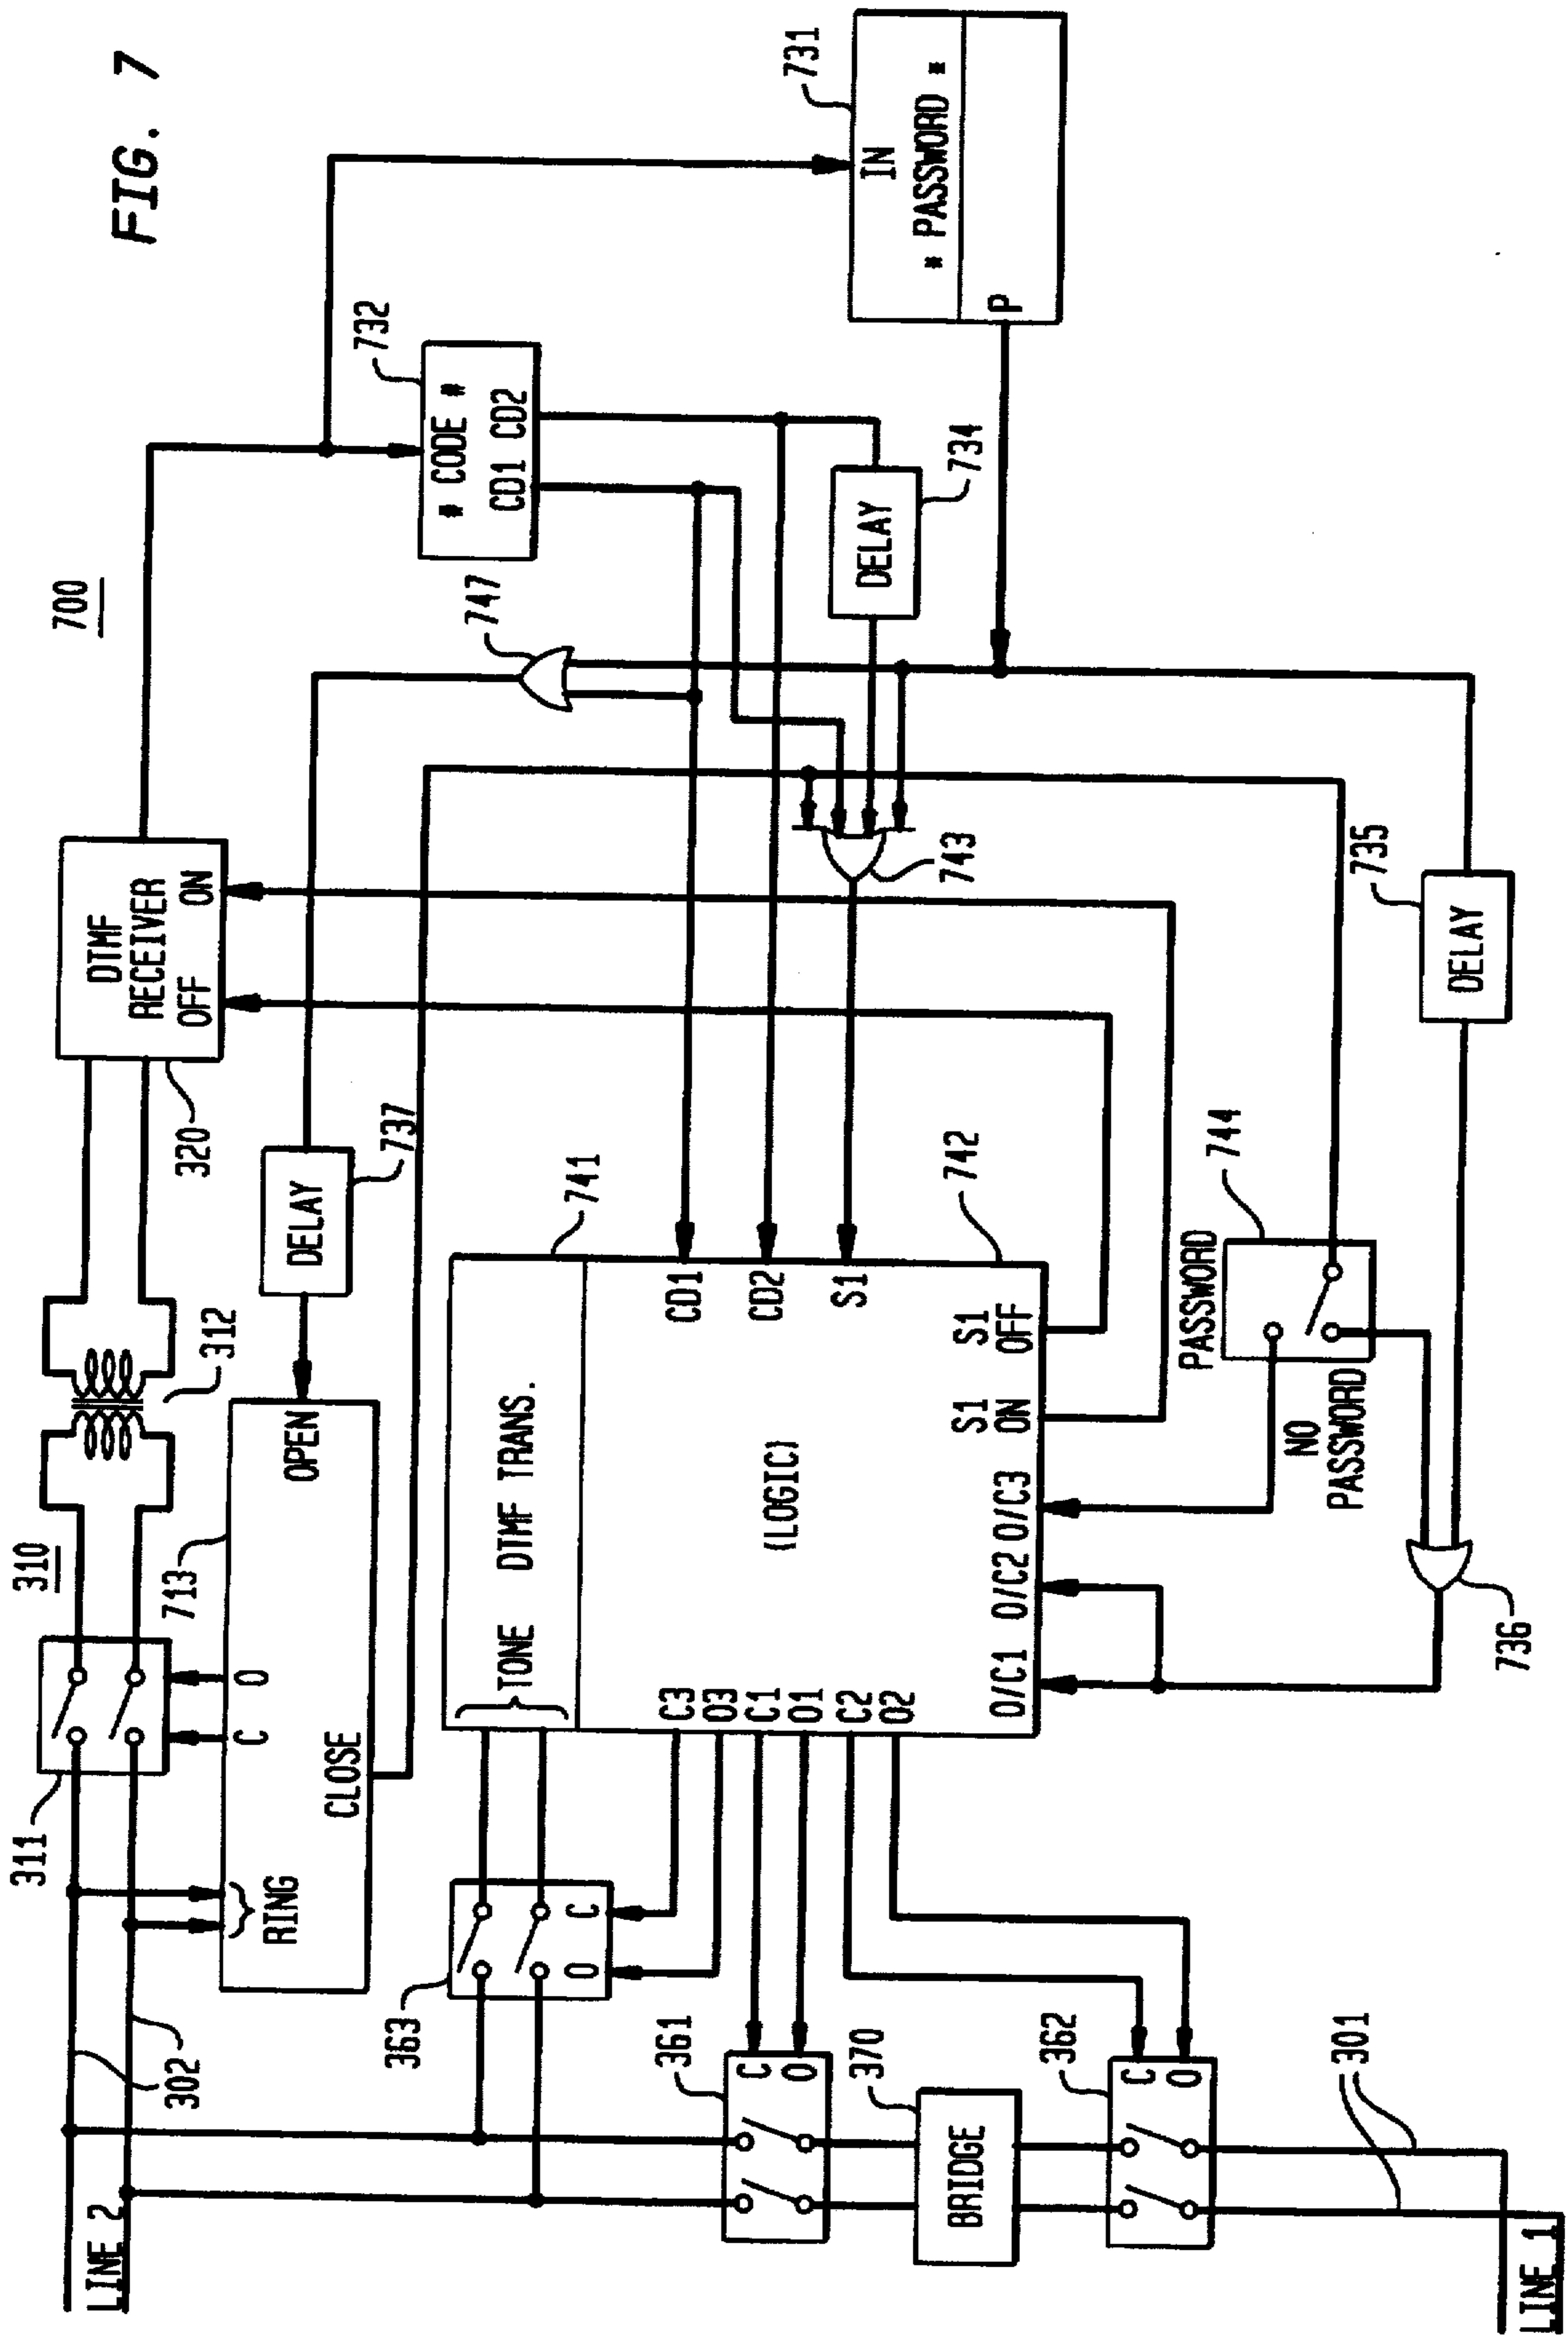 FIG. 7
700
LINE 2
302
311
310
312
320
RING
C
O
713
CLOSE
OPEN
DTMF
RECEIVER
OFF
ON
DELAY
737
747
732
# CODE #
CD1
CD2
731
IN
* PASSWORD *
P
734
DELAY
743
741
TONE
DTMF TRANS.
742
(LOGIC)
CD1
CD2
S1
C3
O3
C1
O1
C2
O2
O/C1
O/C2
O/C3
S1
ON
S1
OFF
363
O
C
361
C
O
370
BRIDGE
362
C
O
301
LINE 1
PASSWORD
744
NO
PASSWORD
735
DELAY
736